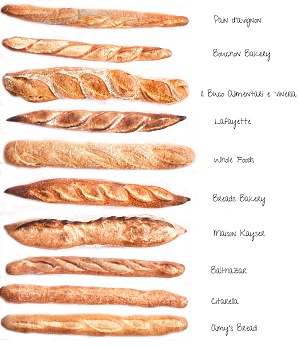 Pain d'avignon
Bouchon Bakery
Il Buco Alimentari e Vineria
Lafayette
Whole Foods
Breads Bakery
Maison Kayser
Balthazar
Citarella
Amy's Bread